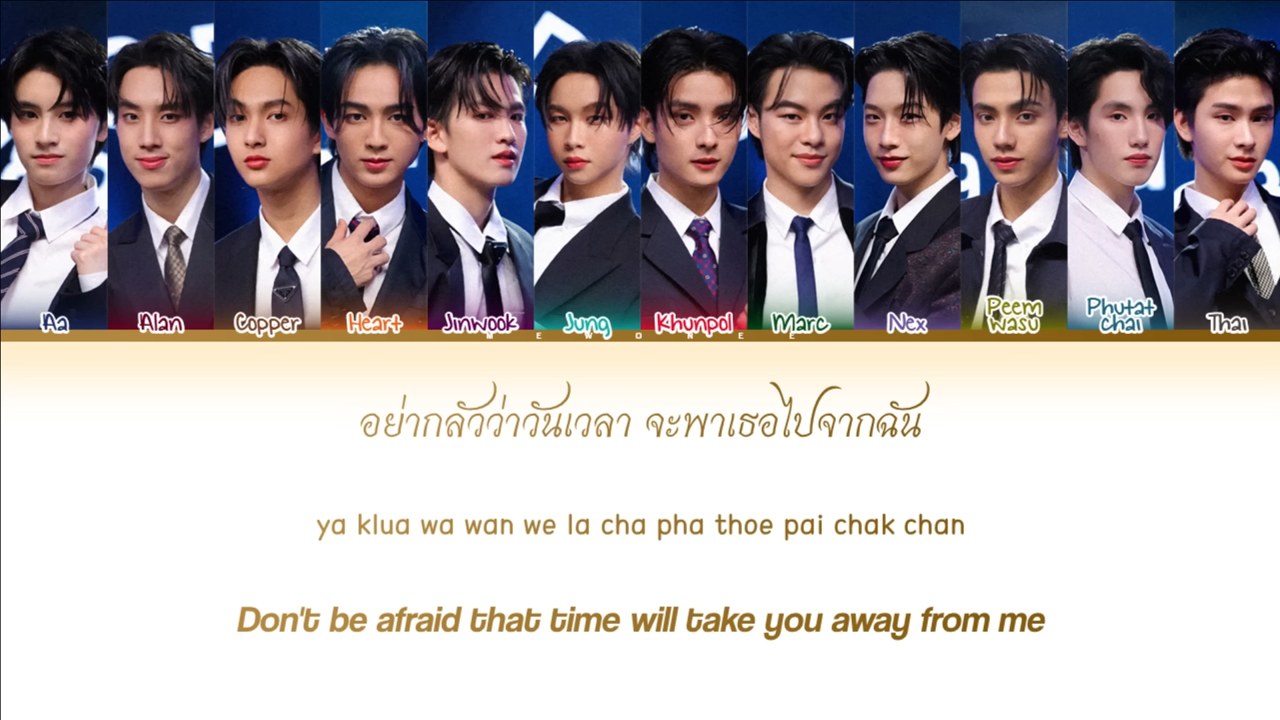 Aa
Alan
Copper
Heart
Jinwook
Jung
Khunpol
Marc
Nex
Peem
Wasu
Phutat
chai
Thai
M E W O N E E
อย่ากลัวว่าวันเวลา จะพาเธอไปจากฉัน
ya klua wa wan we la cha pha thoe pai chak chan
Don't be afraid that time will take you away from me